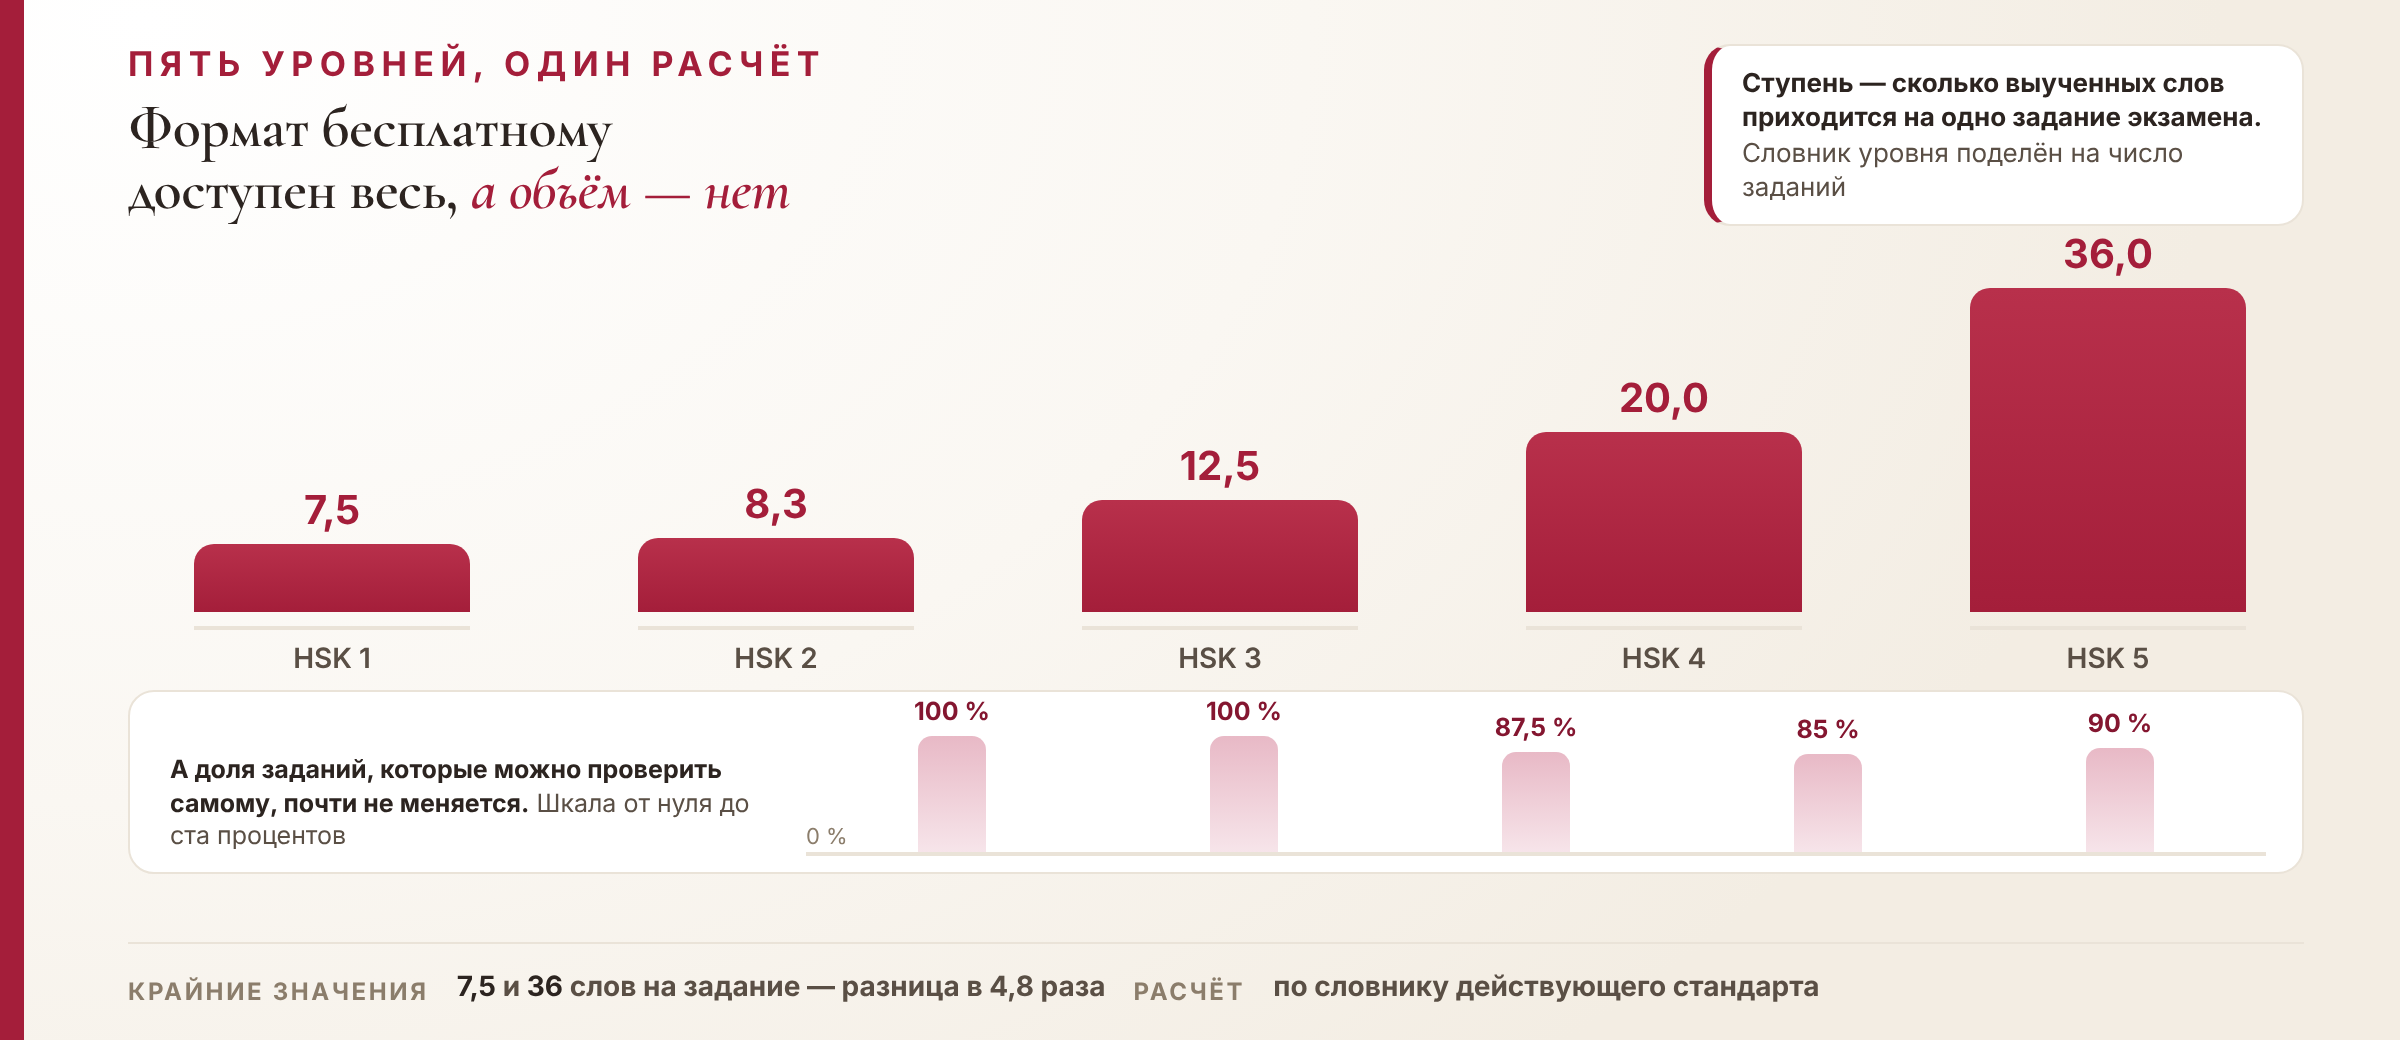 ПЯТЬ УРОВНЕЙ, ОДИН РАСЧЁТ
Формат бесплатному
доступен весь, а объём — нет
Ступень — сколько выученных слов
приходится на одно задание экзамена.
Словник уровня поделён на число
заданий
7,5
8,3
12,5
20,0
36,0
HSK 1
HSK 2
HSK 3
HSK 4
HSK 5
А доля заданий, которые можно проверить
самому, почти не меняется. Шкала от нуля до
ста процентов
0 %
100 %
100 %
87,5 %
85 %
90 %
КРАЙНИЕ ЗНАЧЕНИЯ 7,5 и 36 слов на задание — разница в 4,8 раза РАСЧЁТ по словнику действующего стандарта